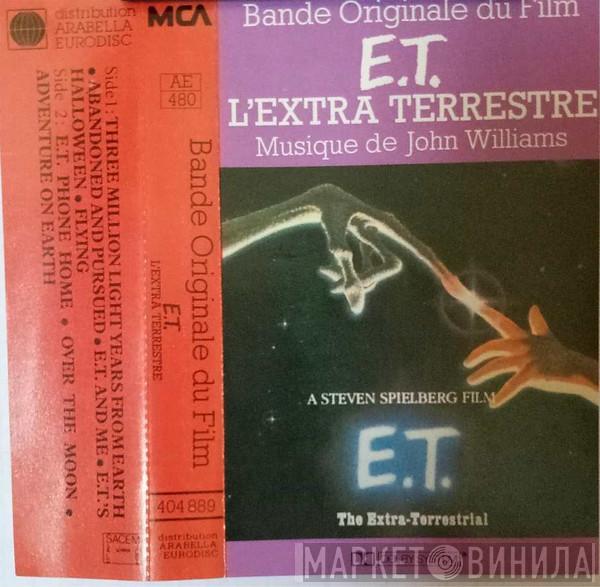 distribution
ARABELLA
EURODISC
MCA
Side 1: THREE MILLION LIGHT YEARS FROM EARTH
• ABANDONED AND PURSUED • E.T. AND ME • E.T.'S
HALLOWEEN • FLYING
Side 2: E.T. PHONE HOME • OVER THE MOON •
ADVENTURE ON EARTH
AE
480
Bande Originale du Film
E.T.
L'EXTRA TERRESTRE
404 889
SACEM
distribution
ARABELLA
EURODISC
Bande Originale du Film
E.T.
L'EXTRA TERRESTRE
Musique de John Williams
A STEVEN SPIELBERG FILM
E.T.
The Extra-Terrestrial
DOLBY SYSTEM
МАРКЕТ ВИНИЛА